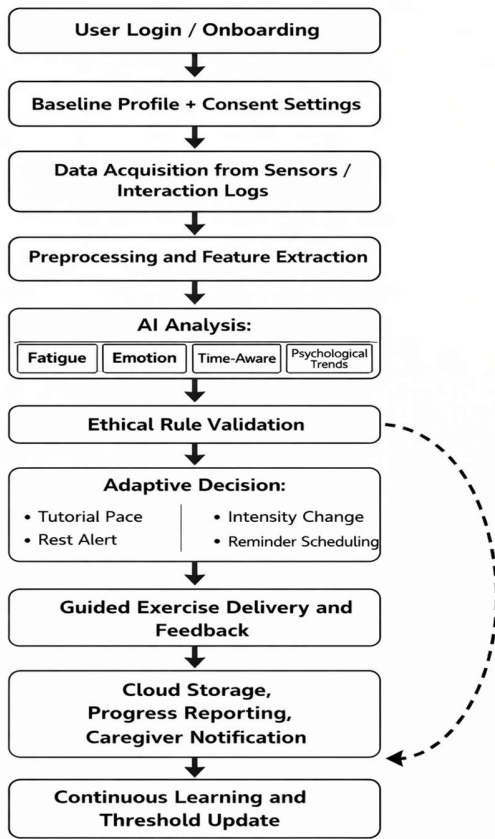 User Login / Onboarding
Baseline Profile + Consent Settings
Data Acquisition from Sensors /
Interaction Logs
Preprocessing and Feature Extraction
AI Analysis:
Fatigue Emotion Time-Aware Psychological
Trends
Ethical Rule Validation
Adaptive Decision:
• Tutorial Pace • Intensity Change
• Rest Alert • Reminder Scheduling
Guided Exercise Delivery and
Feedback
Cloud Storage,
Progress Reporting,
Caregiver Notification
Continuous Learning and
Threshold Update